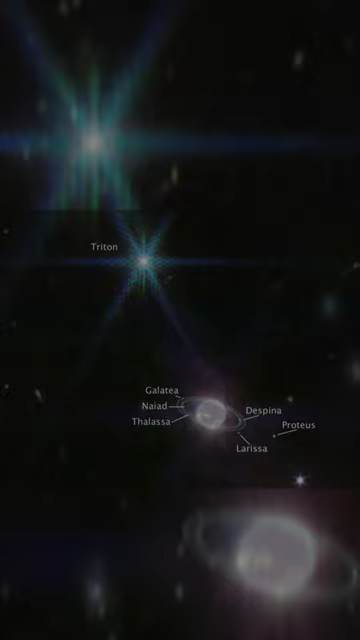 Triton
Galatea
Naiad
Thalassa
Despina
Proteus
Larissa